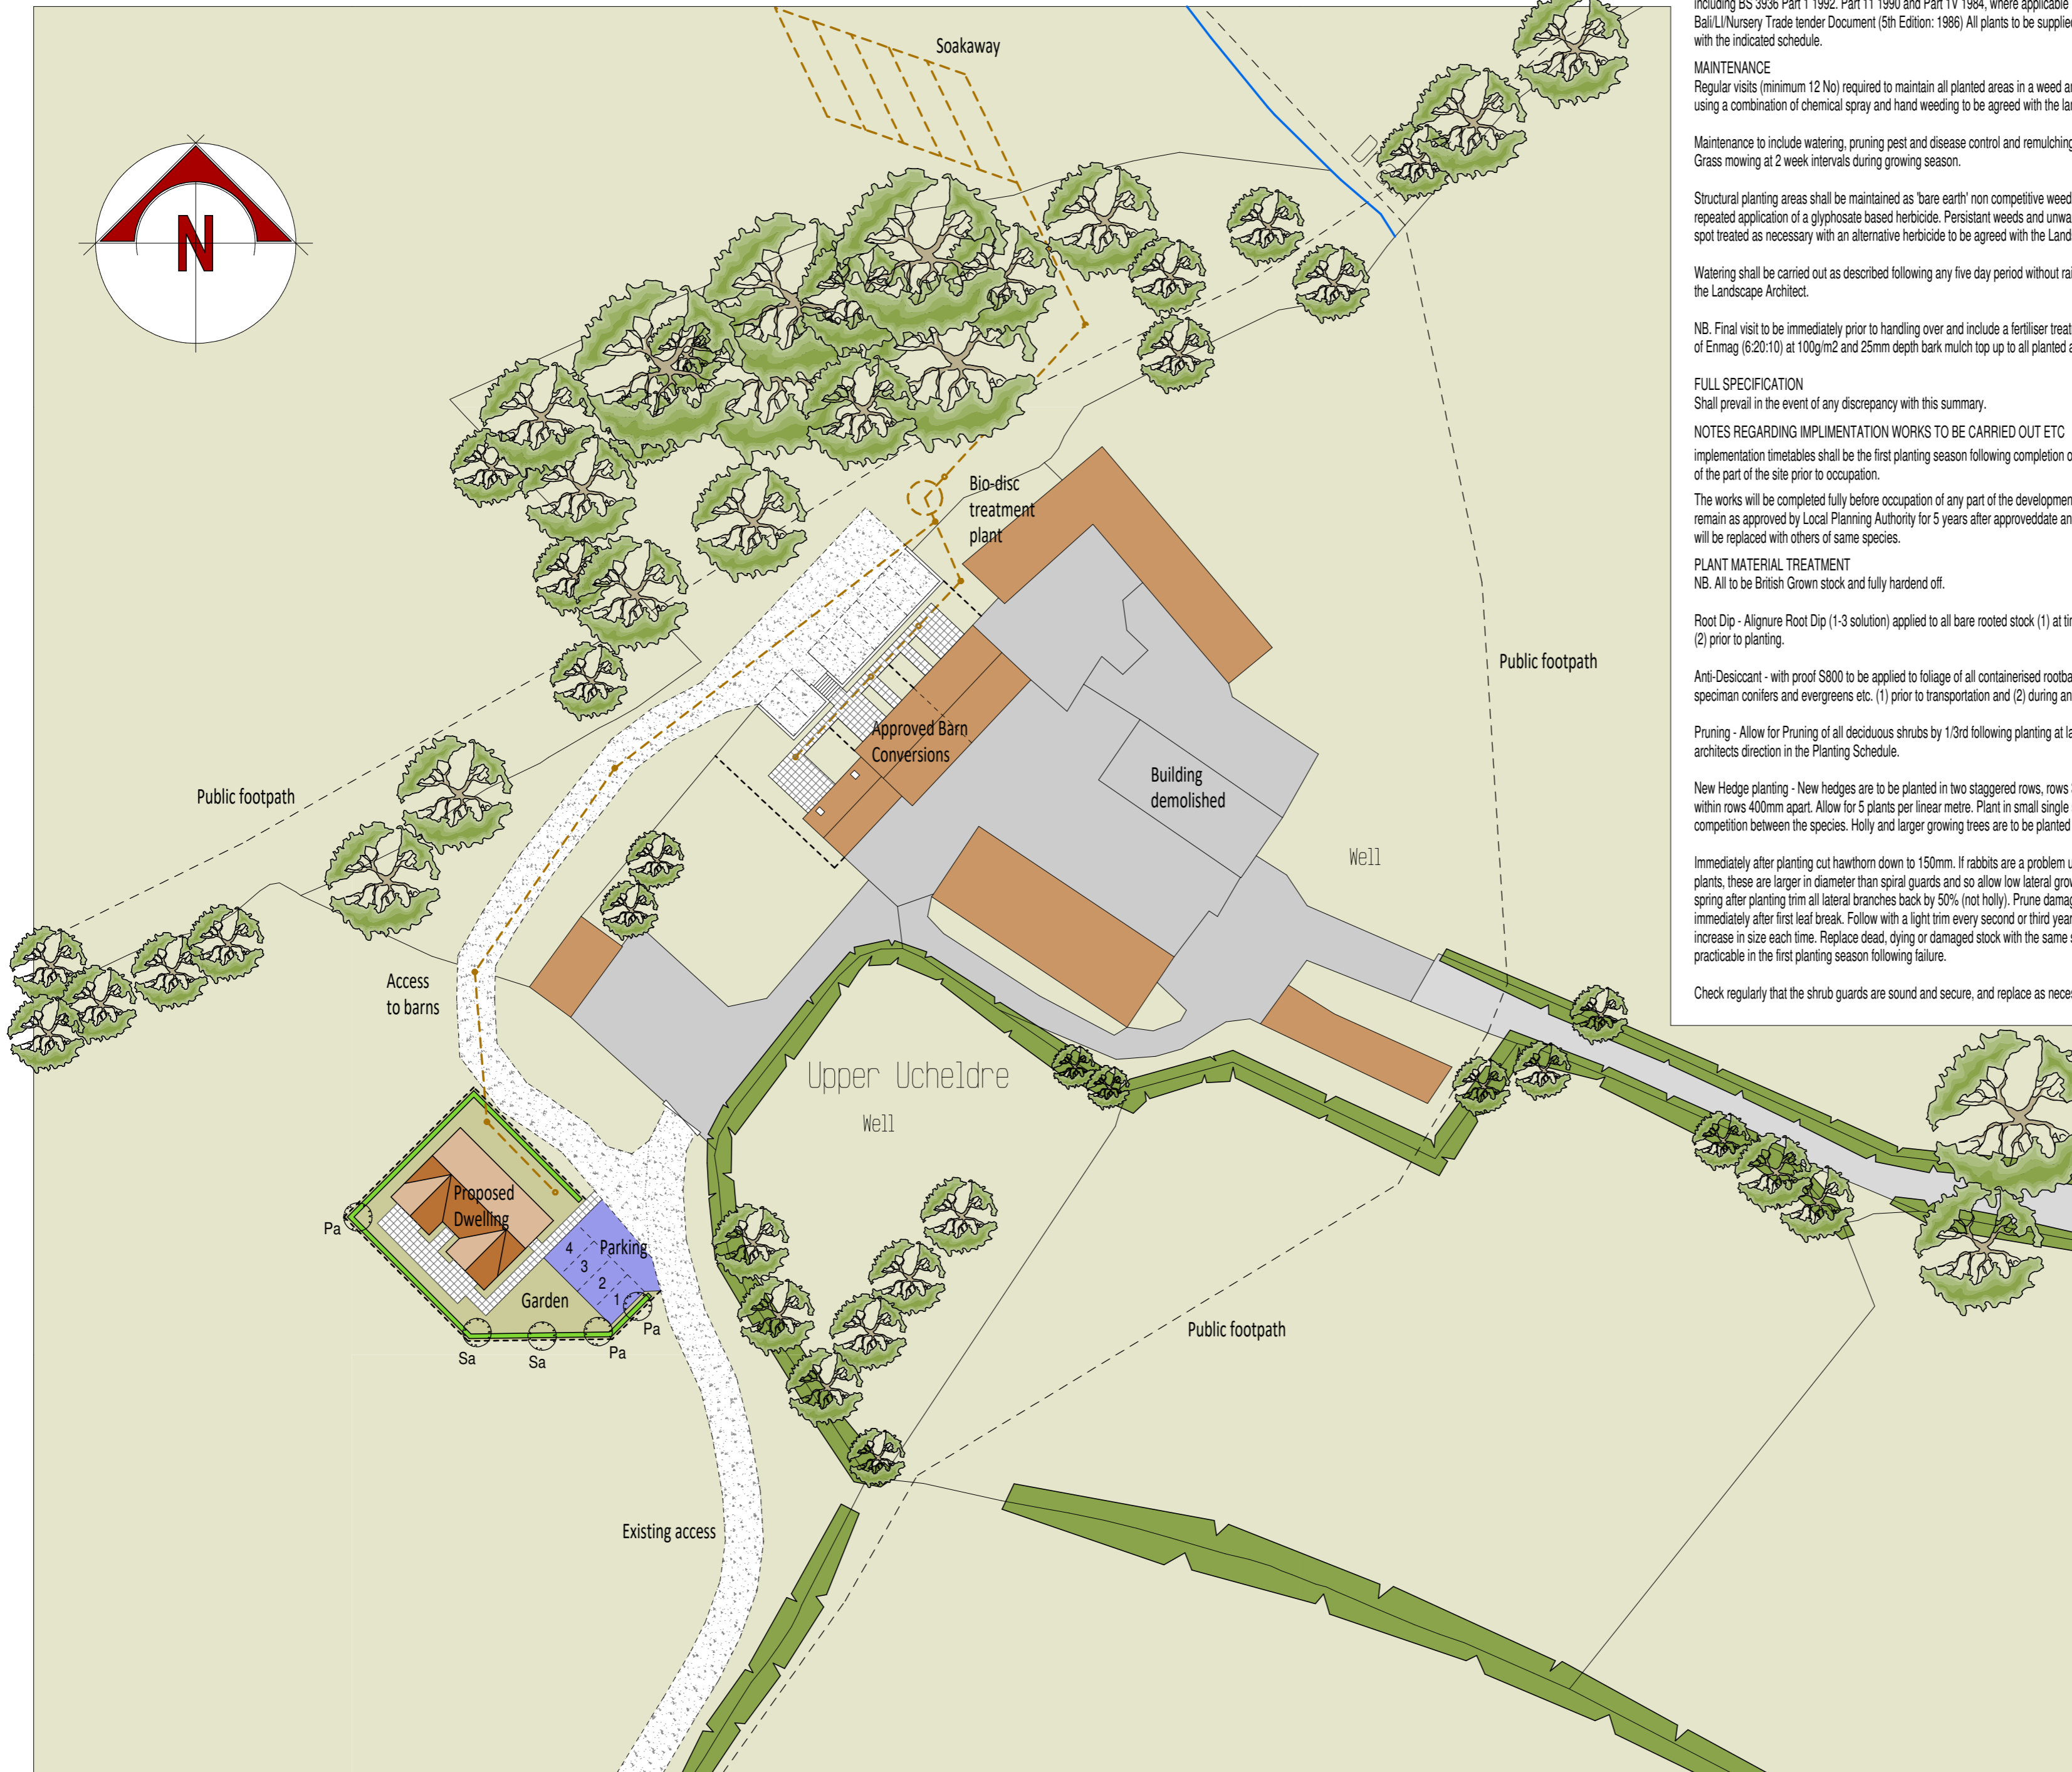 Soakaway
N
Bio-disc
treatment
plant
Public footpath
Approved Barn
Conversions
Building
demolished
Public footpath
Well
Access
to barns
Upper Ucheldre
Well
Proposed
Dwelling
Pa
4
Parking
3
2
1
Garden
Pa
Sa
Sa
Pa
Public footpath
Existing access
including BS 3936 Part 1 1992. Part 11 1990 and Part 1V 1984, where applicable
Bali/LI/Nursery Trade tender Document (5th Edition: 1986) All plants to be supplied
with the indicated schedule.
MAINTENANCE
Regular visits (minimum 12 No) required to maintain all planted areas in a weed
using a combination of chemical spray and hand weeding to be agreed with the
Maintenance to include watering, pruning pest and disease control and remulching
Grass mowing at 2 week intervals during growing season.
Structural planting areas shall be maintained as 'bare earth' non competitive weed
repeated application of a glyphosate based herbicide. Persistant weeds and
spot treated as necessary with an alternative herbicide to be agreed with the
Watering shall be carried out as described following any five day period without
the Landscape Architect.
NB. Final visit to be immediately prior to handling over and include a fertiliser
of Enmag (6:20:10) at 100g/m2 and 25mm depth bark mulch top up to all planted
FULL SPECIFICATION
Shall prevail in the event of any discrepancy with this summary.
NOTES REGARDING IMPLIMENTATION WORKS TO BE CARRIED OUT ETC
implementation timetables shall be the first planting season following completion
of the part of the site prior to occupation.
The works will be completed fully before occupation of any part of the development
remain as approved by Local Planning Authority for 5 years after approveddate
will be replaced with others of same species.
PLANT MATERIAL TREATMENT
NB. All to be British Grown stock and fully hardend off.
Root Dip - Alignure Root Dip (1-3 solution) applied to all bare rooted stock (1) at
(2) prior to planting.
Anti-Desiccant - with proof S800 to be applied to foliage of all containerised
speciman conifers and evergreens etc. (1) prior to transportation and (2) during
Pruning - Allow for Pruning of all deciduous shrubs by 1/3rd following planting at
architects direction in the Planting Schedule.
New Hedge planting - New hedges are to be planted in two staggered rows, rows
within rows 400mm apart. Allow for 5 plants per linear metre. Plant in small single
competition between the species. Holly and larger growing trees are to be planted
Immediately after planting cut hawthorn down to 150mm. If rabbits are a problem
plants, these are larger in diameter than spiral guards and so allow low lateral
spring after planting trim all lateral branches back by 50% (not holly). Prune
immediately after first leaf break. Follow with a light trim every second or third
increase in size each time. Replace dead, dying or damaged stock with the same
practicable in the first planting season following failure.
Check regularly that the shrub guards are sound and secure, and replace as